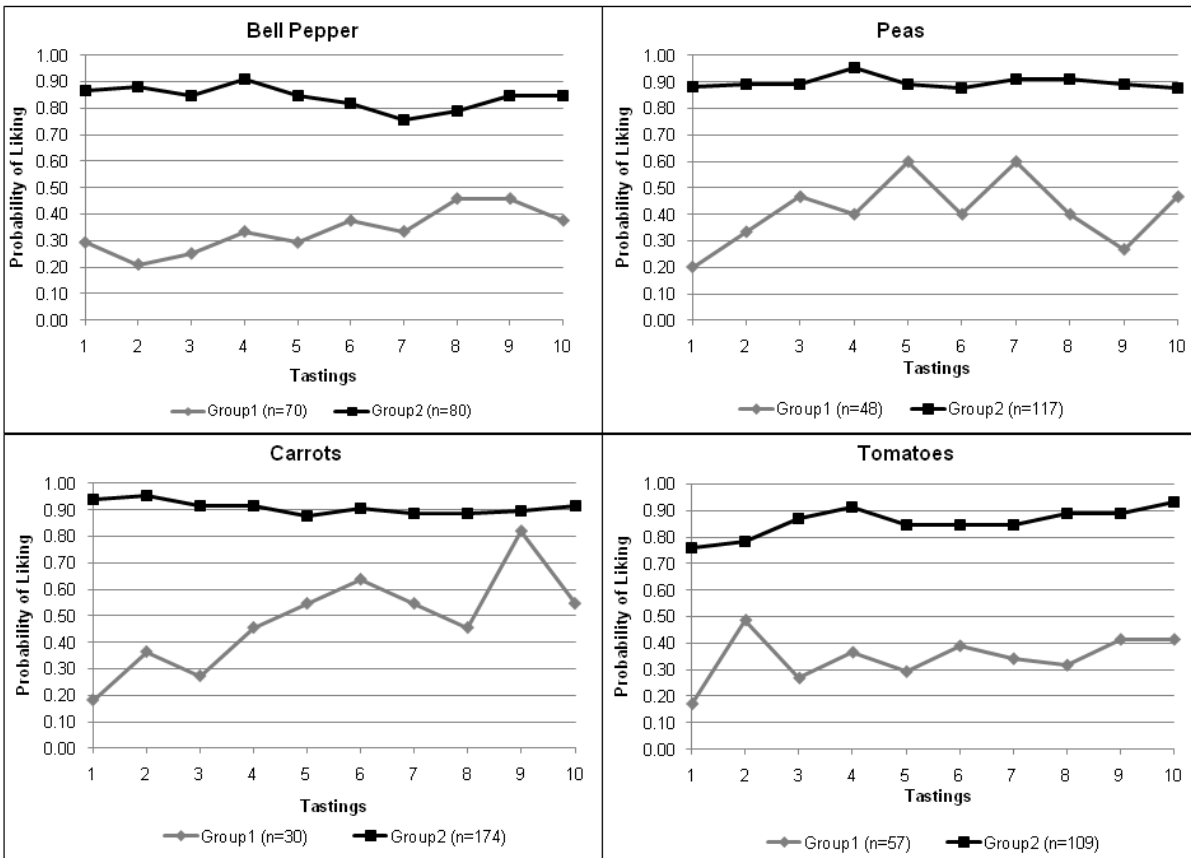 Bell Pepper
Probability of Liking
1.00
0.90
0.80
0.70
0.60
0.50
0.40
0.30
0.20
0.10
0.00
1 2 3 4 5 6 7 8 9 10
Tastings
Group1 (n=70) Group2 (n=80)
Peas
Probability of Liking
1.00
0.90
0.80
0.70
0.60
0.50
0.40
0.30
0.20
0.10
0.00
1 2 3 4 5 6 7 8 9 10
Tastings
Group1 (n=48) Group2 (n=117)
Carrots
Probability of Liking
1.00
0.90
0.80
0.70
0.60
0.50
0.40
0.30
0.20
0.10
0.00
1 2 3 4 5 6 7 8 9 10
Tastings
Group1 (n=30) Group2 (n=174)
Tomatoes
Probability of Liking
1.00
0.90
0.80
0.70
0.60
0.50
0.40
0.30
0.20
0.10
0.00
1 2 3 4 5 6 7 8 9 10
Tastings
Group1 (n=57) Group2 (n=109)